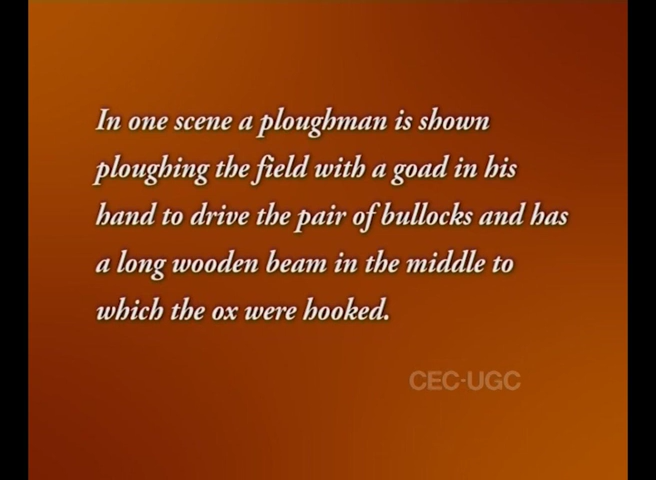 In one scene a ploughman is shown
ploughing the field with a goad in his
hand to drive the pair of bullocks and has
a long wooden beam in the middle to
which the ox were hooked.
CEC-UGC